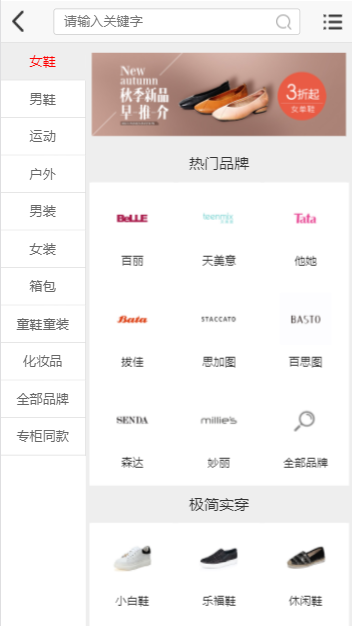 请输入关键字
女鞋
男鞋
运动
户外
男装
女装
箱包
童鞋童装
化妆品
全部品牌
专柜同款
New
autumn
秋季新品
早一推一介
3折起
女单鞋
热门品牌
BeLLE
teenmix
Tata
百丽
天美意
他她
Bata
STACCATO
BASTO
拔佳
思加图
百思图
SENDA
millie's
森达
妙丽
全部品牌
极简实穿
小白鞋
乐福鞋
休闲鞋